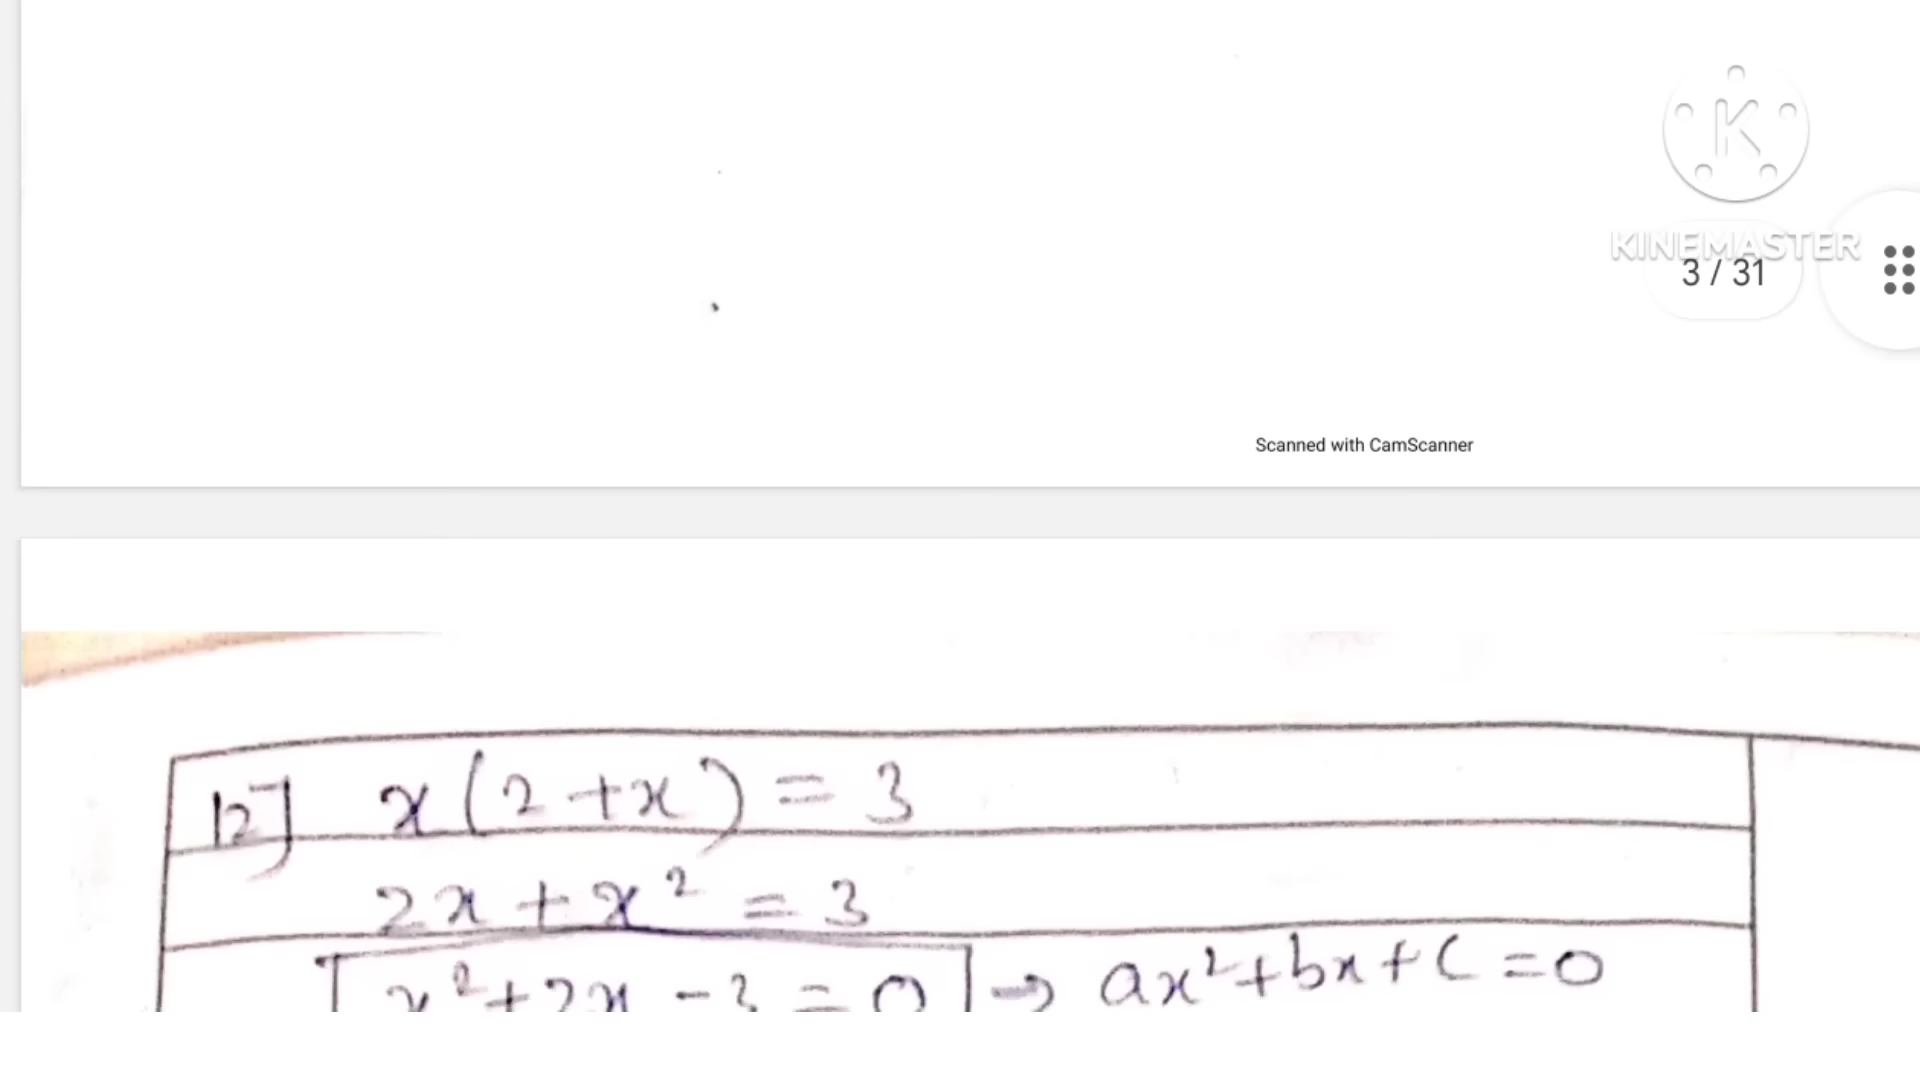 K
KINEMASTER
3 / 31
Scanned with CamScanner
12] x(2+x) = 3
2x + x² = 3
x²+2x - 3 = 0 → ax²+bx+c=0